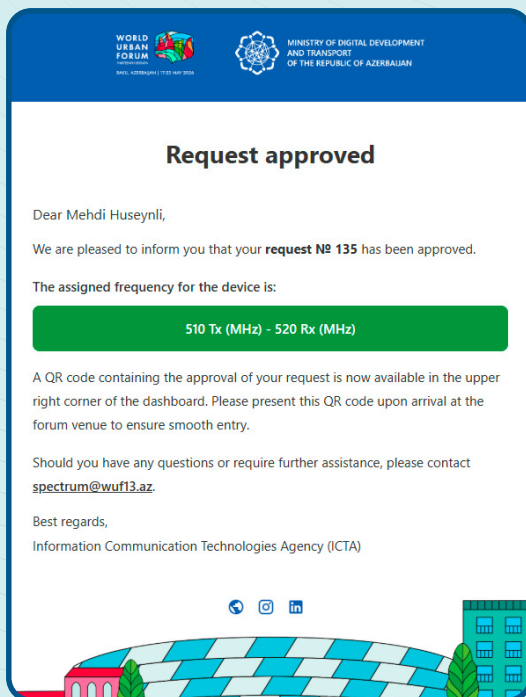 WORLD
URBAN
FORUM
THIRTEENTH SESSION
BAKU, AZERBAIJAN | 17-22 MAY 2026
MINISTRY OF DIGITAL DEVELOPMENT
AND TRANSPORT
OF THE REPUBLIC OF AZERBAIJAN
Request approved
Dear Mehdi Huseynli,
We are pleased to inform you that your request № 135 has been approved.
The assigned frequency for the device is:
510 Tx (MHz) - 520 Rx (MHz)
A QR code containing the approval of your request is now available in the upper
right corner of the dashboard. Please present this QR code upon arrival at the
forum venue to ensure smooth entry.
Should you have any questions or require further assistance, please contact
spectrum@wuf13.az.
Best regards,
Information Communication Technologies Agency (ICTA)